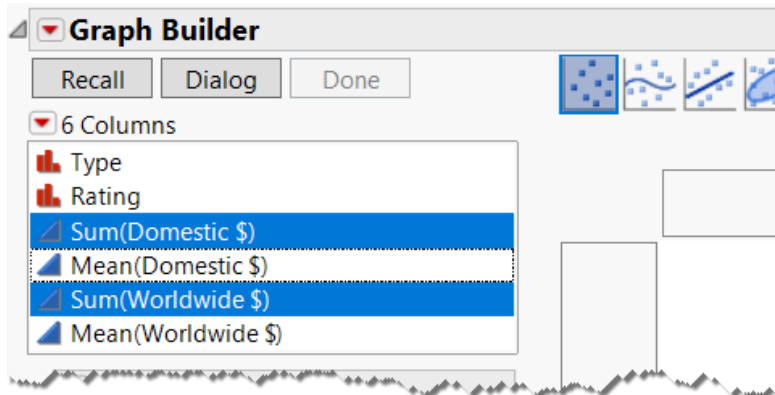 Graph Builder
Recall Dialog Done
6 Columns
Type
Rating
Sum(Domestic $)
Mean(Domestic $)
Sum(Worldwide $)
Mean(Worldwide $)